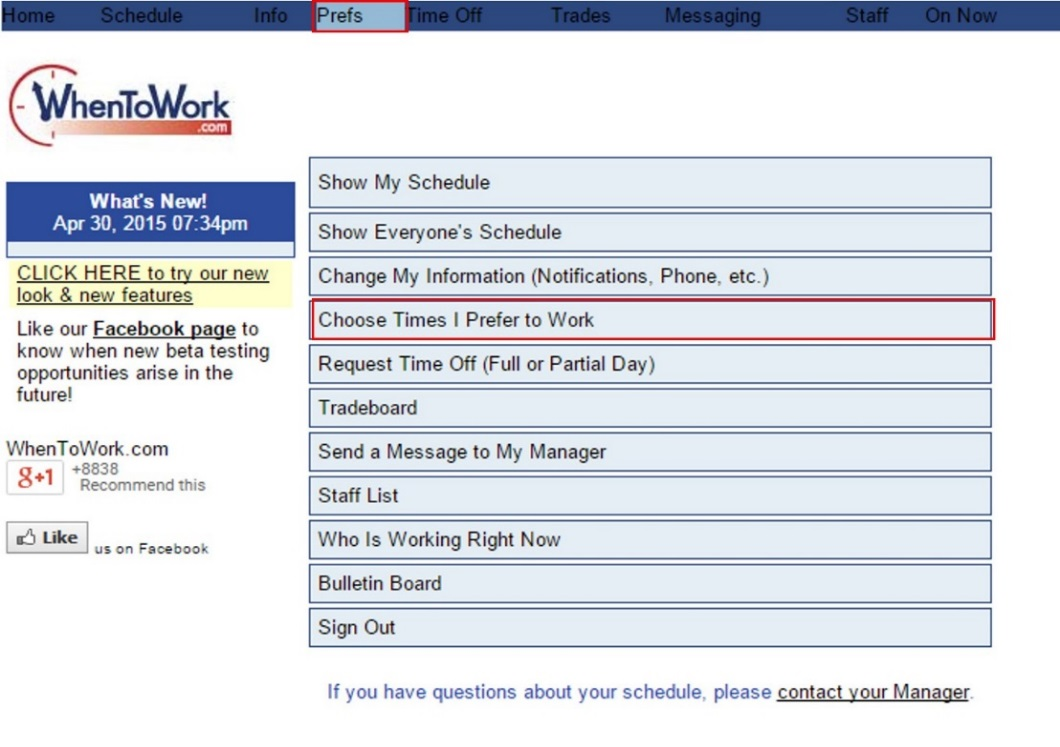 Home Schedule Info Prefs Time Off Trades Messaging Staff On Now
WhenToWork
.com
What's New!
Apr 30, 2015 07:34pm
CLICK HERE to try our new
look & new features
Like our Facebook page to
know when new beta testing
opportunities arise in the
future!
WhenToWork.com
g+1 +8838
Recommend this
Like us on Facebook
Show My Schedule
Show Everyone's Schedule
Change My Information (Notifications, Phone, etc.)
Choose Times I Prefer to Work
Request Time Off (Full or Partial Day)
Tradeboard
Send a Message to My Manager
Staff List
Who Is Working Right Now
Bulletin Board
Sign Out
If you have questions about your schedule, please contact your Manager.